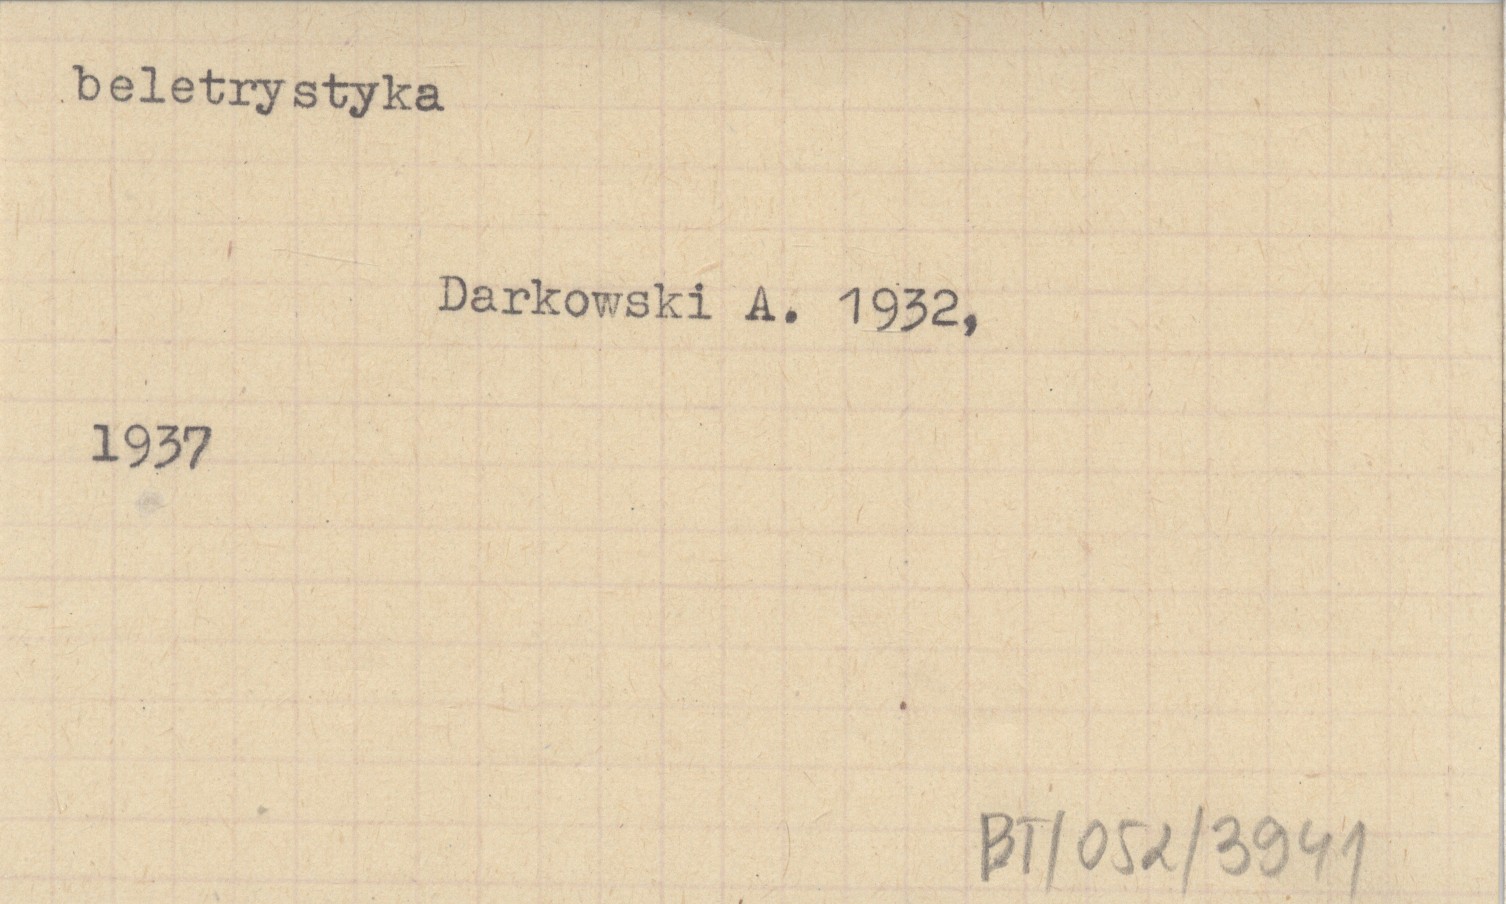 beletrystyka
Darkowski A. 1932,
1937
BT/052/3941